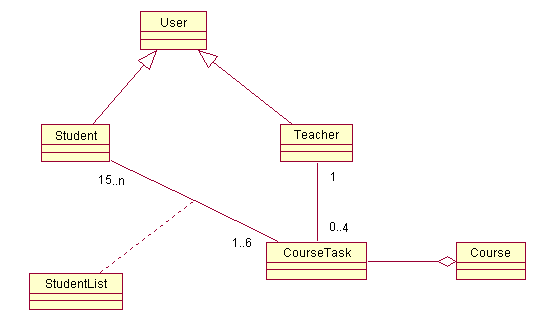 User
Student
Teacher
15..n
1
0..4
1..6
CourseTask
Course
StudentList